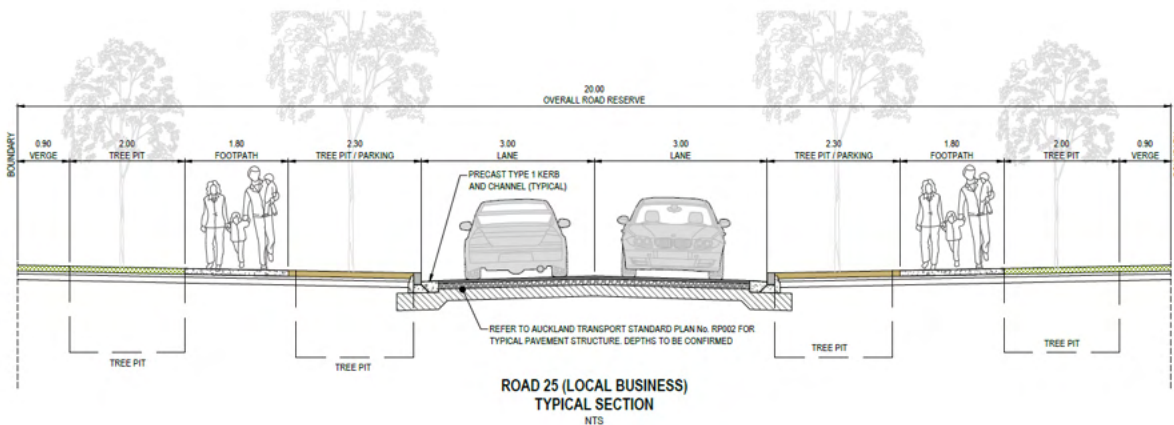 20.00
OVERALL ROAD RESERVE
BOUNDARY
0.90
VERGE
2.00
TREE PIT
1.80
FOOTPATH
2.30
TREE PIT / PARKING
3.00
LANE
3.00
LANE
2.30
TREE PIT / PARKING
1.80
FOOTPATH
2.00
TREE PIT
0.90
VERGE
PRECAST TYPE 1 KERB
AND CHANNEL (TYPICAL)
REFER TO AUCKLAND TRANSPORT STANDARD PLAN No. RP002 FOR
TYPICAL PAVEMENT STRUCTURE. DEPTHS TO BE CONFIRMED
TREE PIT
TREE PIT
TREE PIT
TREE PIT
ROAD 25 (LOCAL BUSINESS)
TYPICAL SECTION
NTS